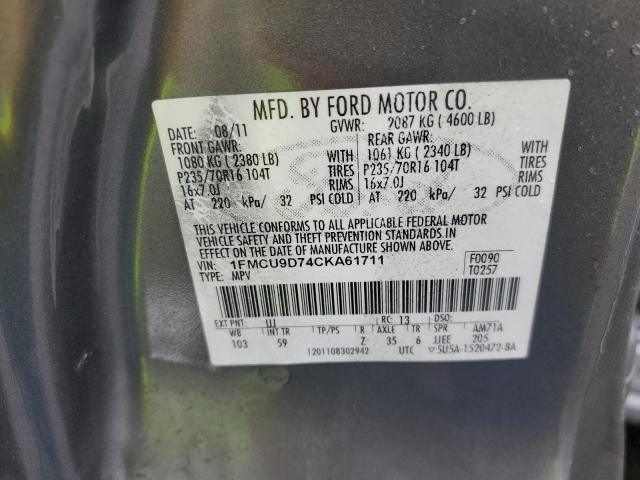 MFD. BY FORD MOTOR CO.
DATE: 08/11 GVWR: 2087 KG ( 4600 LB)
FRONT GAWR: REAR GAWR:
1080 KG ( 2380 LB) WITH 1061 KG ( 2340 LB) WITH
P235/70R16 104T TIRES P235/70R16 104T TIRES
16x7.0J RIMS 16x7.0J RIMS
AT 220 kPa/ 32 PSI COLD AT 220 kPa/ 32 PSI COLD
THIS VEHICLE CONFORMS TO ALL APPLICABLE FEDERAL MOTOR
VEHICLE SAFETY AND THEFT PREVENTION STANDARDS IN
EFFECT ON THE DATE OF MANUFACTURE SHOWN ABOVE.
VIN: 1FMCU9D74CKA61711 F0090
TYPE: MPV T0257
EXT PNT: UJ RC: 13 DSO:
WB INT TR TP/PS R AXLE TR SPR AM71A
103 59 Z 35 6 JJEE 205
1201108302942 UTC 5U5A-1520472-BA